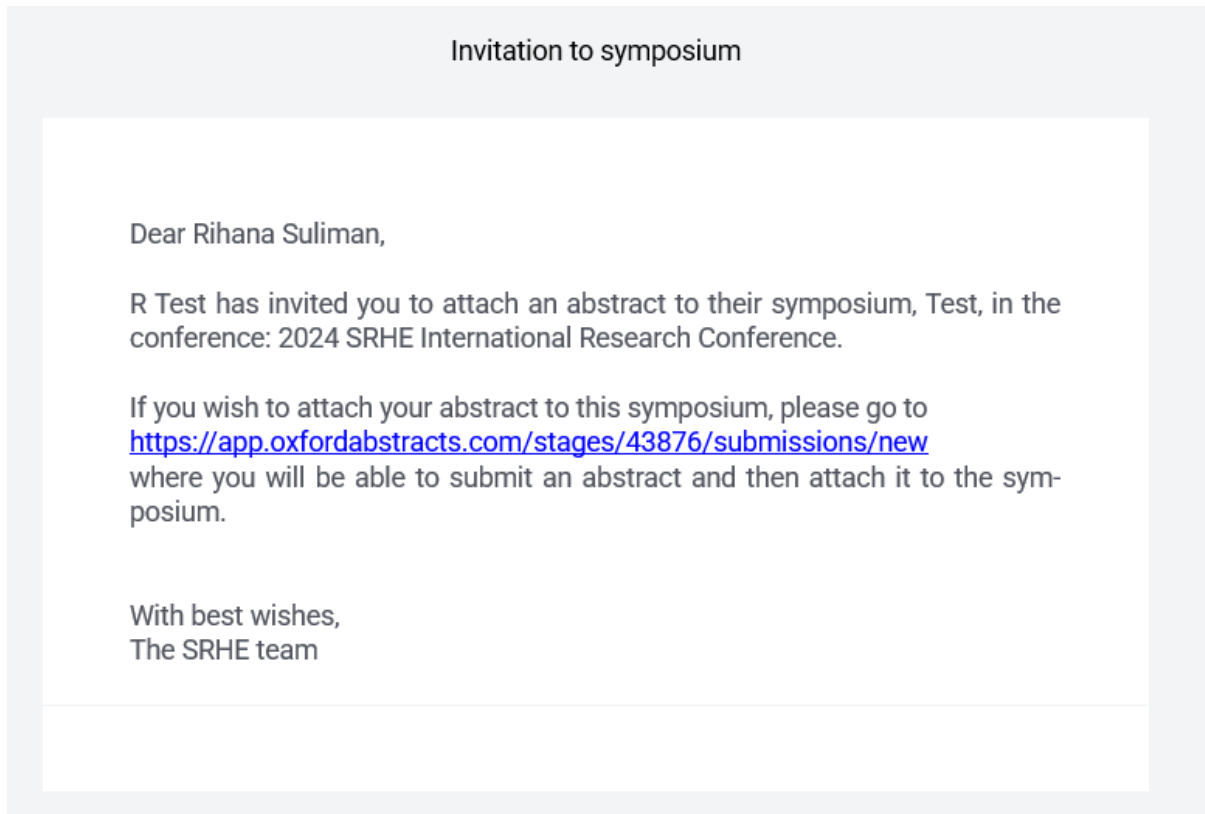 Invitation to symposium
Dear Rihana Suliman,
R Test has invited you to attach an abstract to their symposium, Test, in the
conference: 2024 SRHE International Research Conference.
If you wish to attach your abstract to this symposium, please go to
https://app.oxfordabstracts.com/stages/43876/submissions/new
where you will be able to submit an abstract and then attach it to the sym-
posium.
With best wishes,
The SRHE team